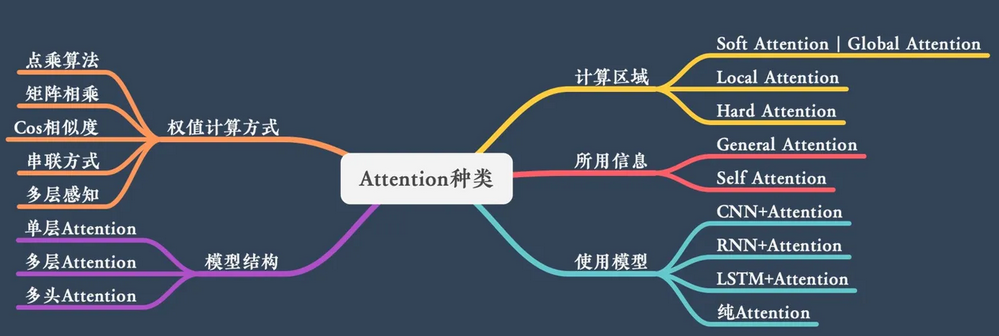 Attention种类
权值计算方式
点乘算法
矩阵相乘
Cos相似度
串联方式
多层感知
模型结构
单层Attention
多层Attention
多头Attention
计算区域
Soft Attention | Global Attention
Local Attention
Hard Attention
所用信息
General Attention
Self Attention
使用模型
CNN+Attention
RNN+Attention
LSTM+Attention
纯Attention